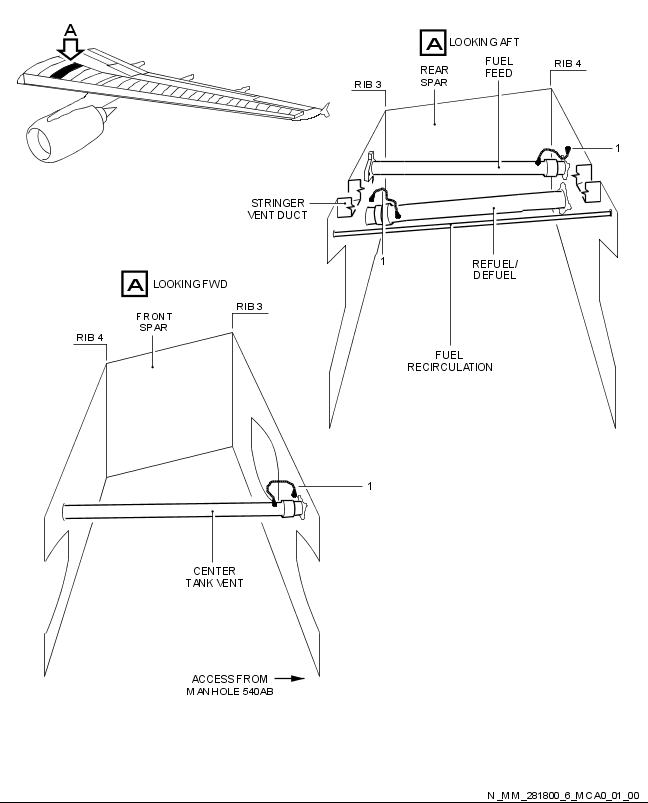 A
A LOOKING AFT
FUEL
FEED
REAR
SPAR
RIB 3
RIB 4
1
STRINGER
VENT DUCT
1
REFUEL/
DEFUEL
FUEL
RECIRCULATION
A LOOKING FWD
FRONT
SPAR
RIB 3
RIB 4
1
CENTER
TANK VENT
ACCESS FROM
MANHOLE 540AB
N_MM_281800_6_MCA0_01_00